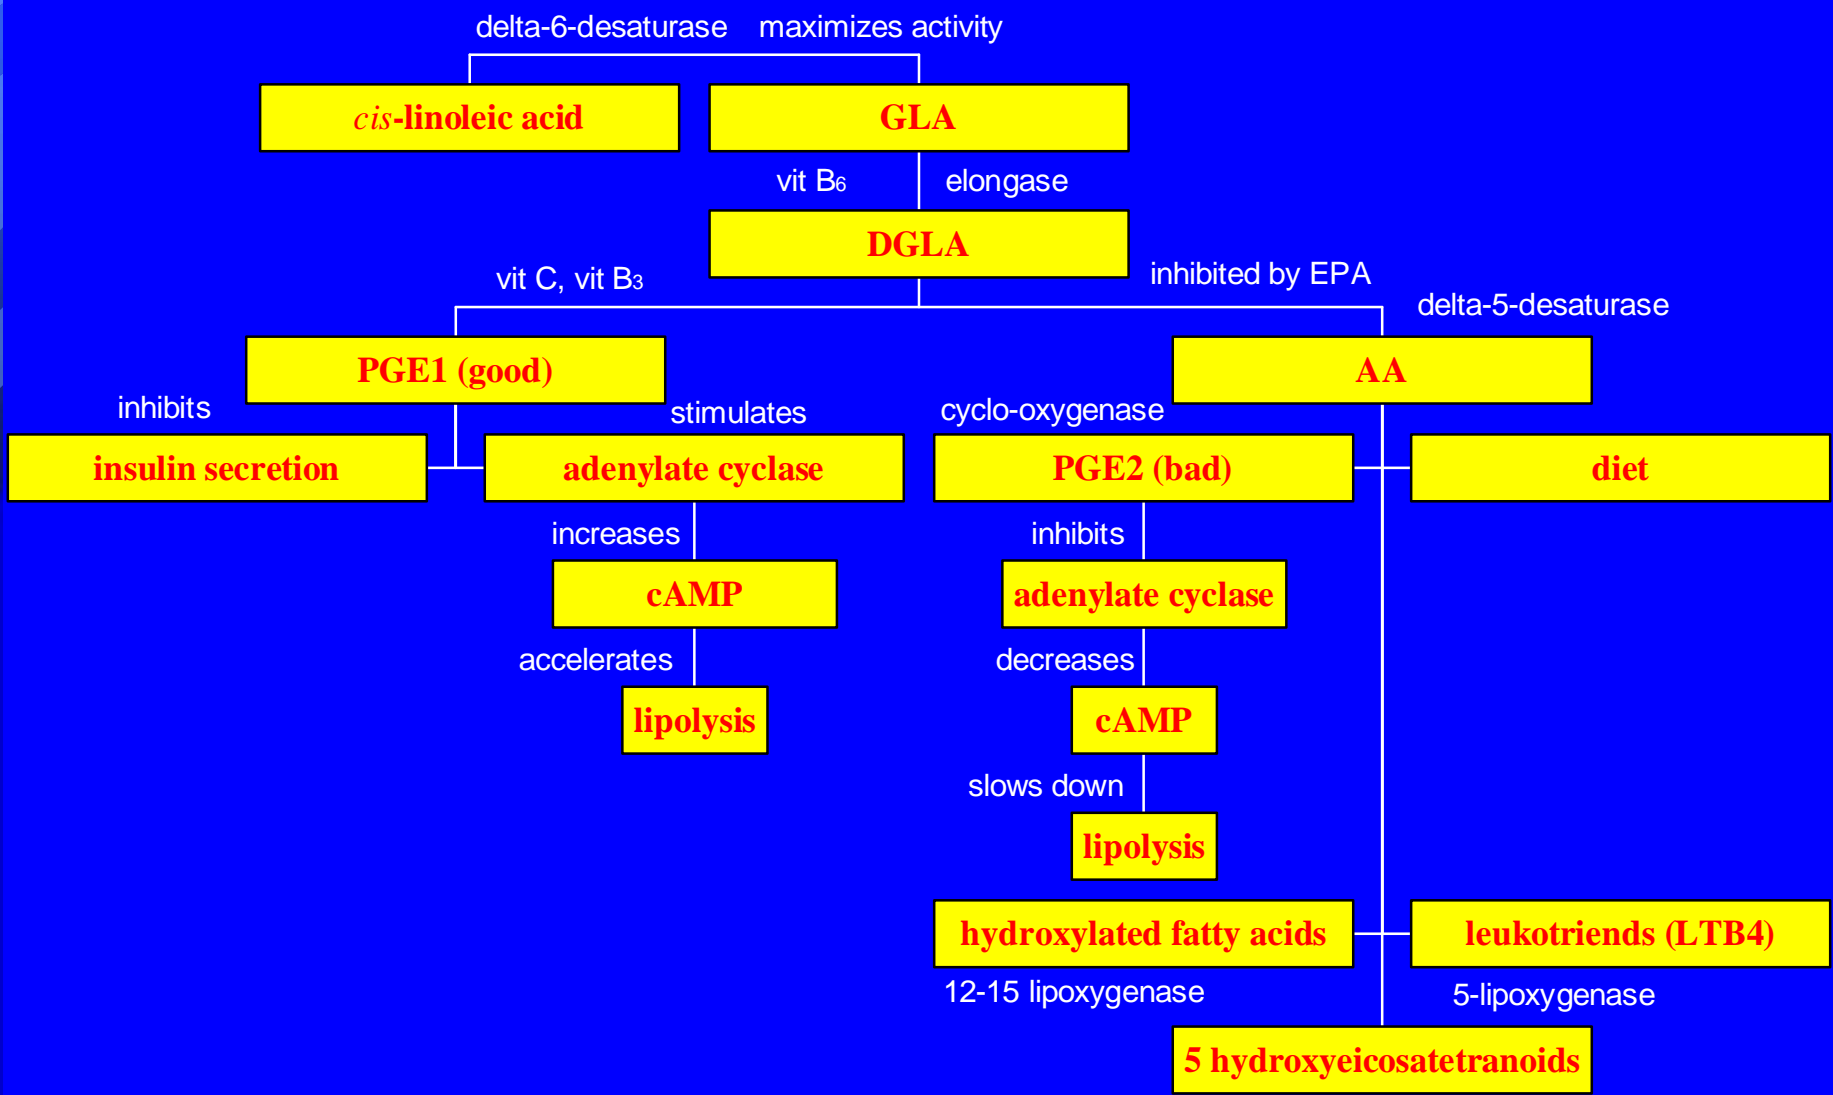 delta-6-desaturase maximizes activity
cis-linoleic acid
GLA
vit B6
elongase
DGLA
vit C, vit B3
inhibited by EPA
delta-5-desaturase
PGE1 (good)
AA
inhibits
stimulates
cyclo-oxygenase
insulin secretion
adenylate cyclase
PGE2 (bad)
diet
increases
inhibits
cAMP
adenylate cyclase
accelerates
decreases
lipolysis
cAMP
slows down
lipolysis
hydroxylated fatty acids
leukotriends (LTB4)
12-15 lipoxygenase
5-lipoxygenase
5 hydroxyeicosatetranoids